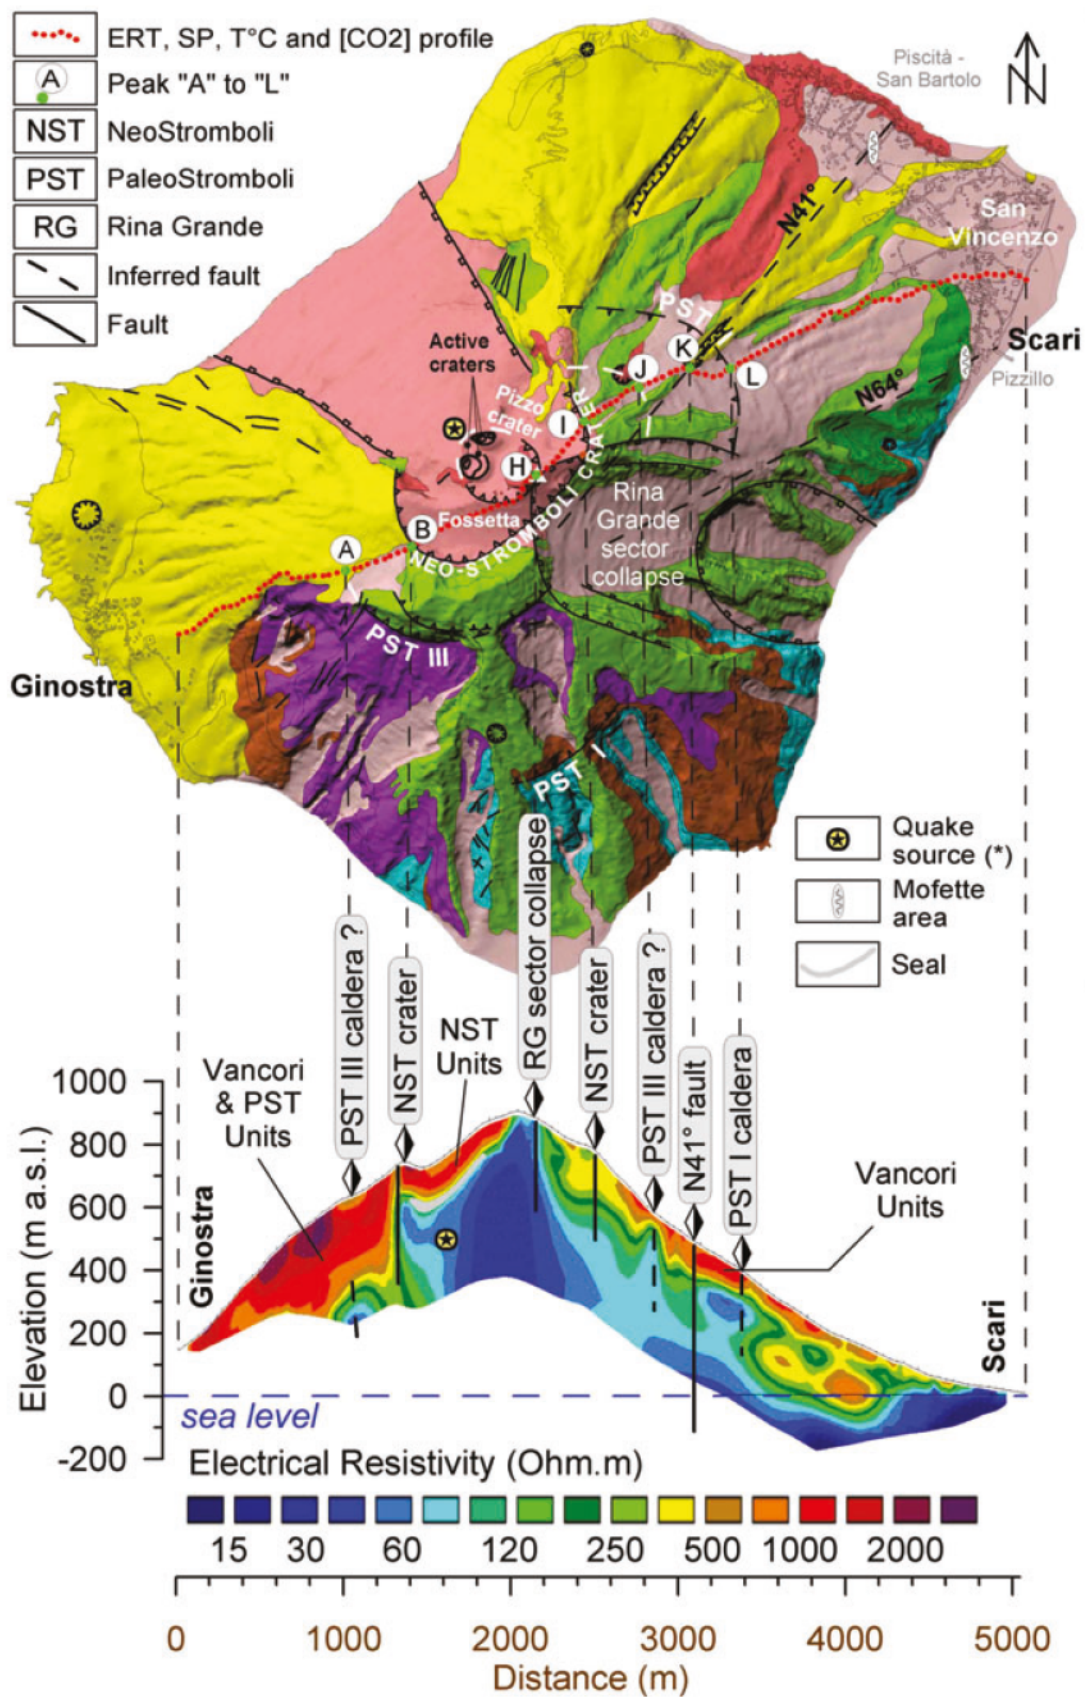 ERT, SP, T°C and [CO2] profile
A
Peak "A" to "L"
NST
NeoStromboli
PST
PaleoStromboli
RG
Rina Grande
Inferred fault
Fault
Piscità -
San Bartolo
N
San
Vincenzo
N41°
Scari
Pizzillo
N64°
PST
K
L
J
Active
craters
Pizzo
crater
I
H
B
Fossetta
A
NEO-STROMBOLI CRATER
Rina
Grande
sector
collapse
PST III
Ginostra
PST I
Quake
source (*)
Mofette
area
Seal
PST III caldera ?
NST crater
RG sector collapse
NST crater
PST III caldera ?
N41° fault
PST I caldera
NST
Units
Vancori
& PST
Units
Vancori
Units
Elevation (m a.s.l.)
1000
800
600
400
200
0
-200
Ginostra
Scari
sea level
Electrical Resistivity (Ohm.m)
15 30 60 120 250 500 1000 2000
0 1000 2000 3000 4000 5000
Distance (m)